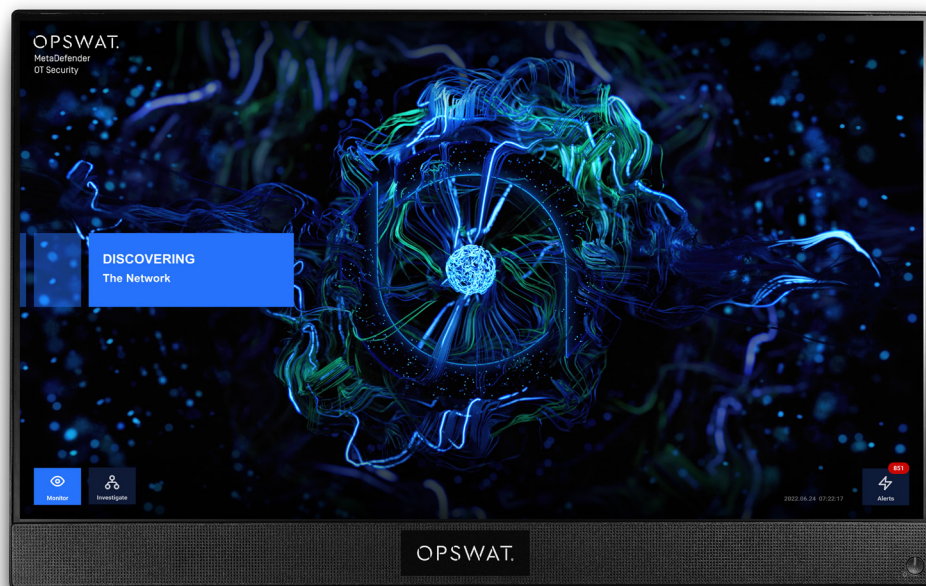 OPSWAT.
MetaDefender
OT Security
DISCOVERING
The Network
Monitor
Investigate
851
Alerts
2022.06.24 07:22:17
OPSWAT.